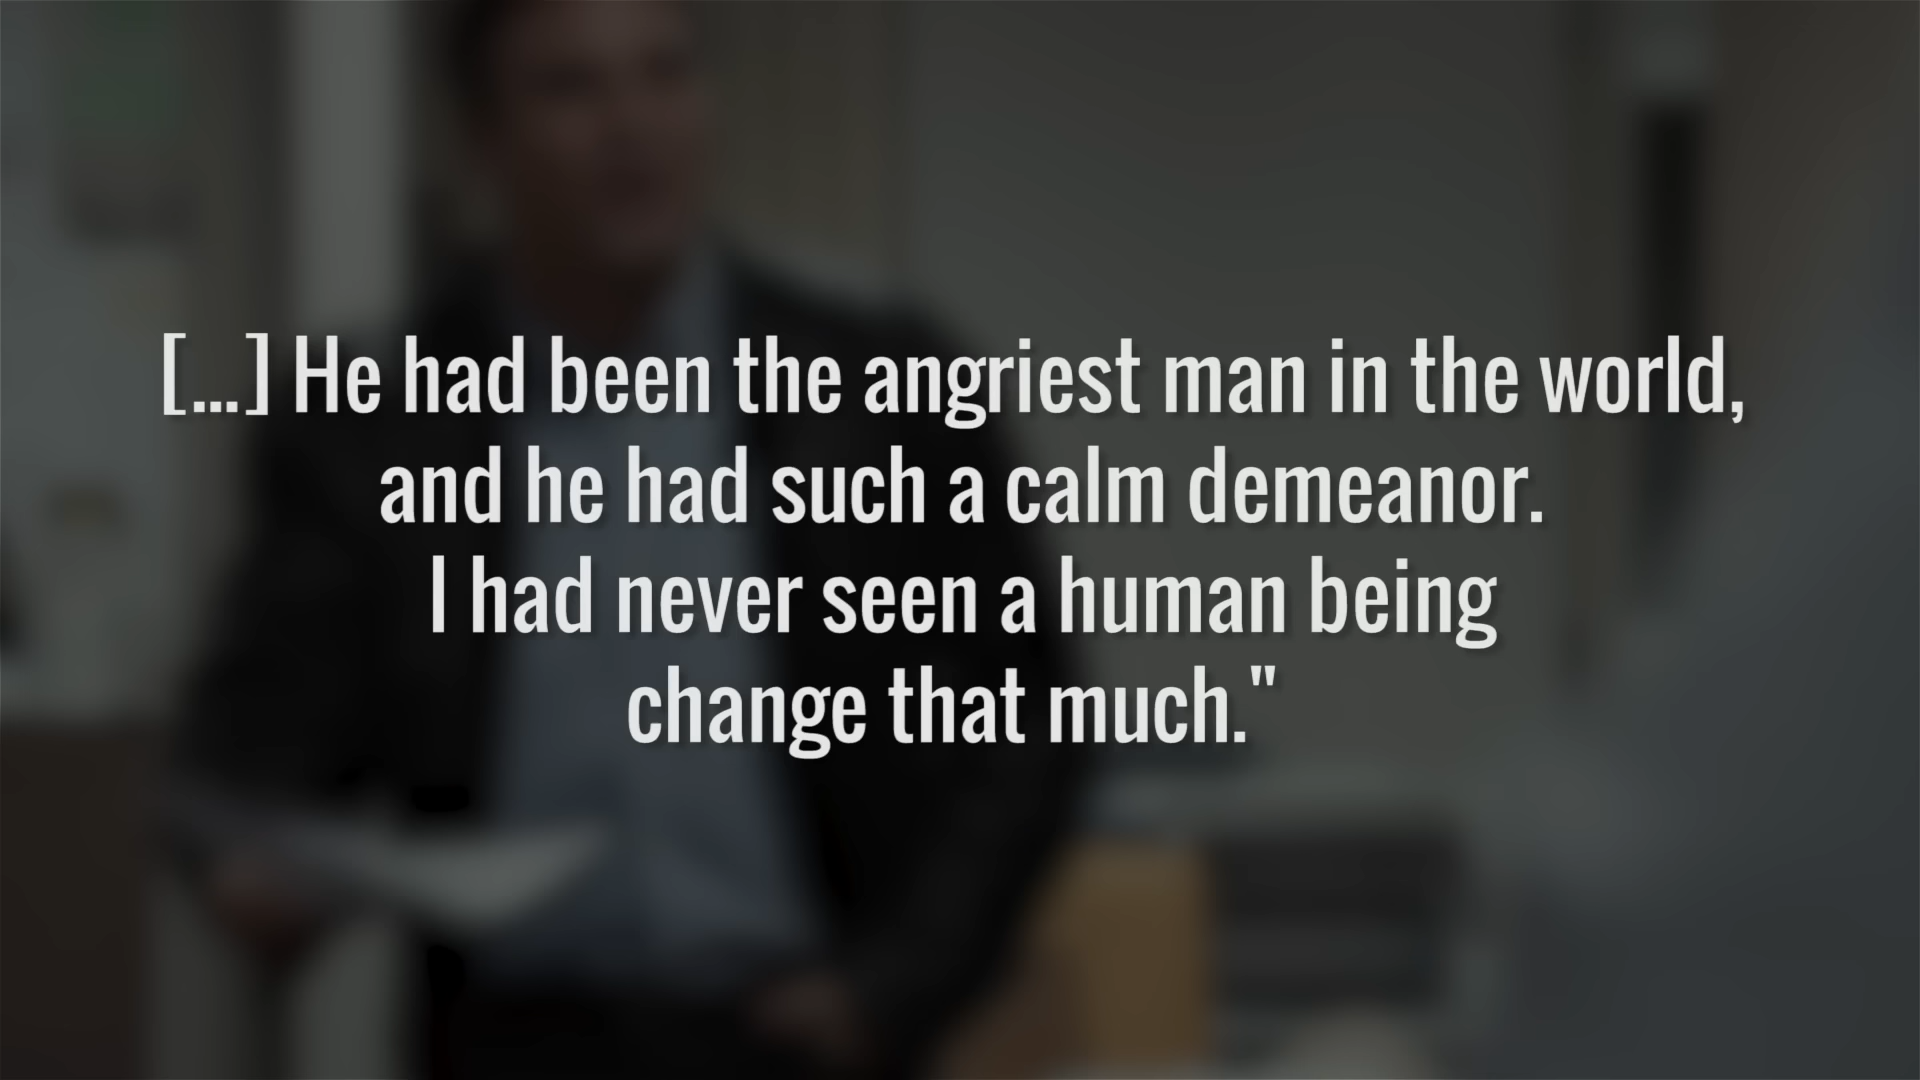 [...] He had been the angriest man in the world,
and he had such a calm demeanor.
I had never seen a human being
change that much."